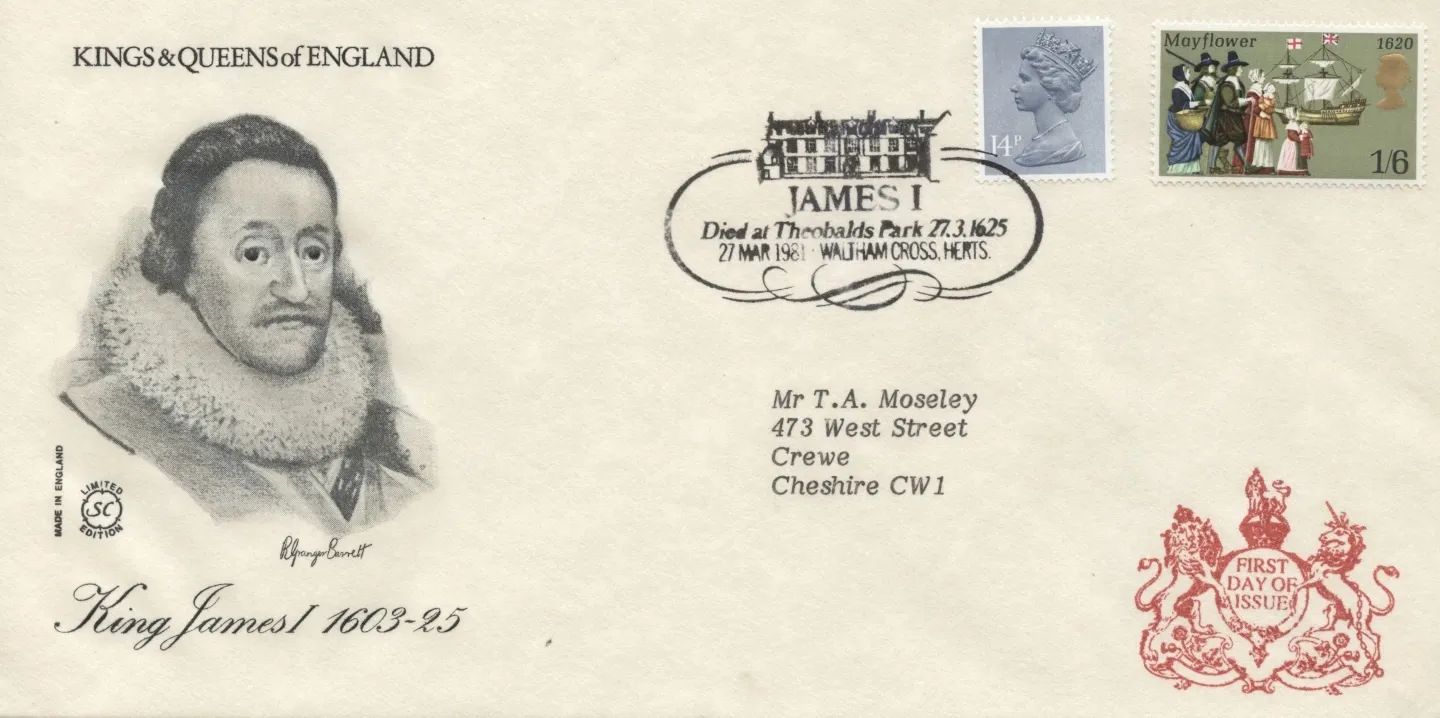 KINGS & QUEENS of ENGLAND
14P
Mayflower 1620
1/6
JAMES I
Died at Theobalds Park 27.3.1625
27 MAR 1981 · WALTHAM CROSS, HERTS.
Mr T.A. Moseley
473 West Street
Crewe
Cheshire CW1
MADE IN ENGLAND
LIMITED
SC
EDITION
R Granger Barrett
King James I 1603-25
FIRST
DAY OF
ISSUE